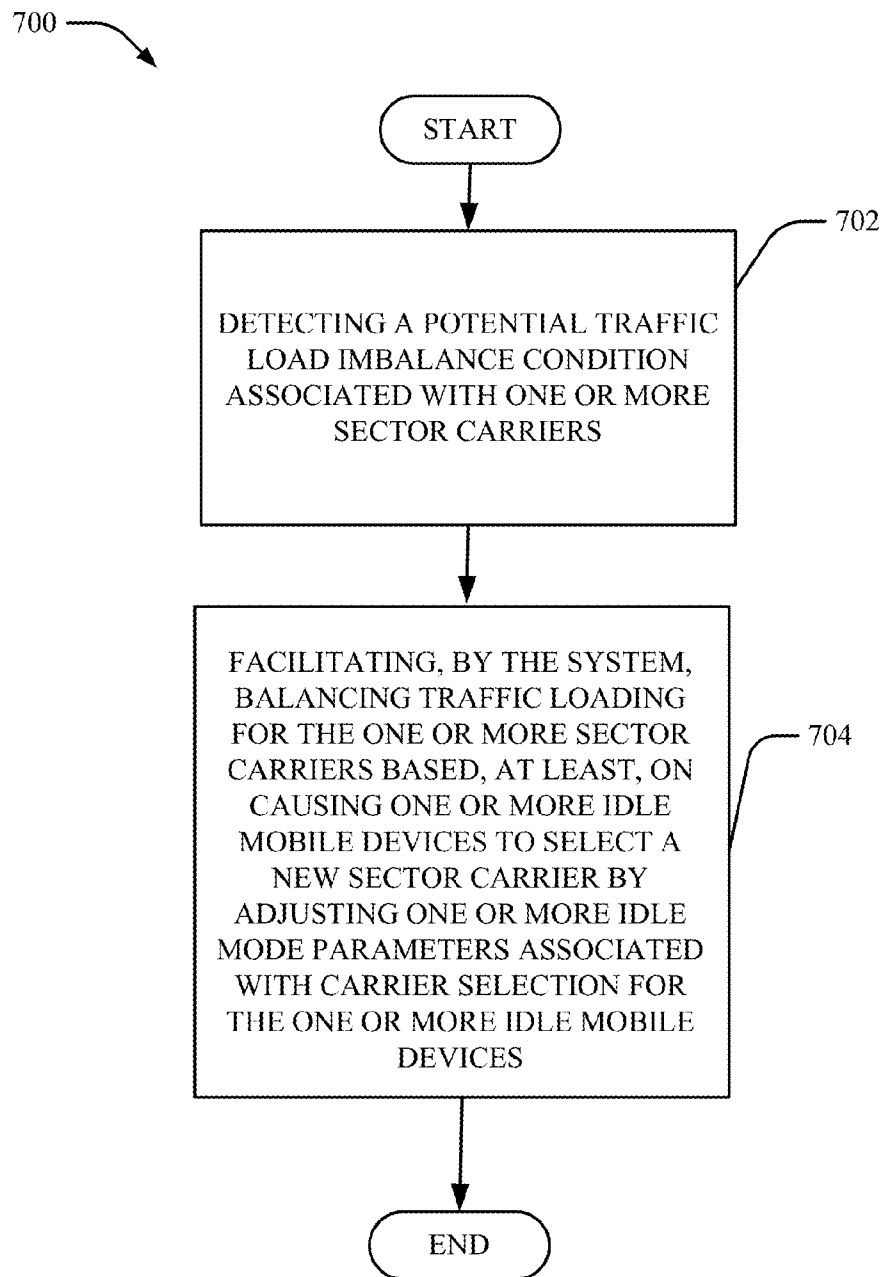 700
START
702
DETECTING A POTENTIAL TRAFFIC
LOAD IMBALANCE CONDITION
ASSOCIATED WITH ONE OR MORE
SECTOR CARRIERS
FACILITATING, BY THE SYSTEM,
BALANCING TRAFFIC LOADING
FOR THE ONE OR MORE SECTOR
CARRIERS BASED, AT LEAST, ON
CAUSING ONE OR MORE IDLE
MOBILE DEVICES TO SELECT A
NEW SECTOR CARRIER BY
ADJUSTING ONE OR MORE IDLE
MODE PARAMETERS ASSOCIATED
WITH CARRIER SELECTION FOR
THE ONE OR MORE IDLE MOBILE
DEVICES
704
END